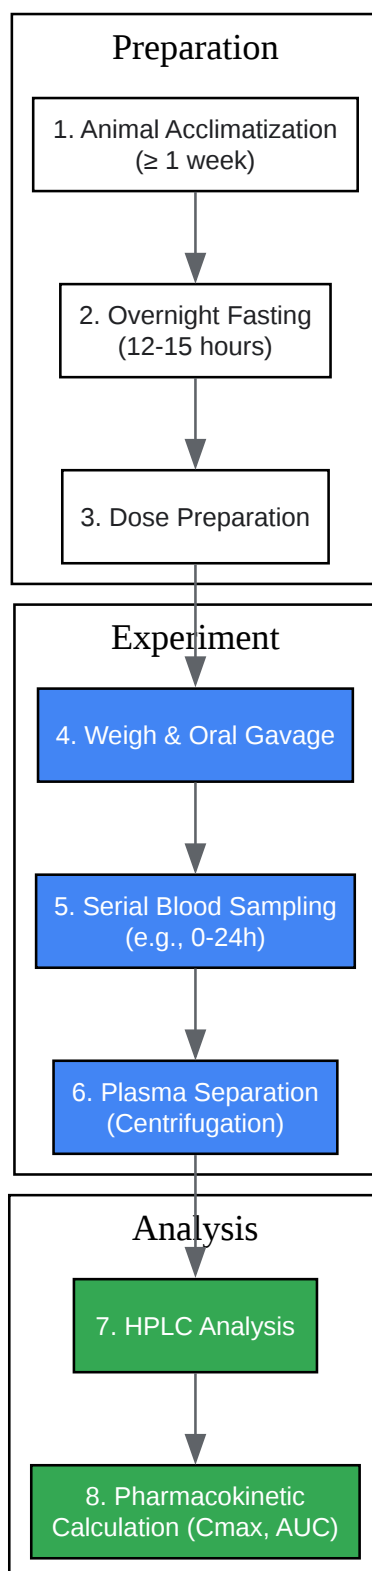 Preparation
1. Animal Acclimatization
(≥ 1 week)
2. Overnight Fasting
(12-15 hours)
3. Dose Preparation
Experiment
4. Weigh & Oral Gavage
5. Serial Blood Sampling
(e.g., 0-24h)
6. Plasma Separation
(Centrifugation)
Analysis
7. HPLC Analysis
8. Pharmacokinetic
Calculation (Cmax, AUC)